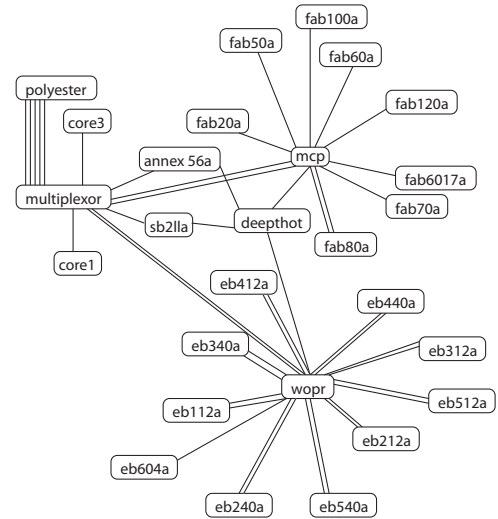 fab100a
fab50a
fab60a
polyester
fab120a
core3
fab20a
annex 56a
mcp
fab6017a
multiplexor
fab70a
sb2lla
deepthot
fab80a
core1
eb412a
eb440a
eb340a
eb312a
wopr
eb512a
eb112a
eb212a
eb604a
eb240a
eb540a